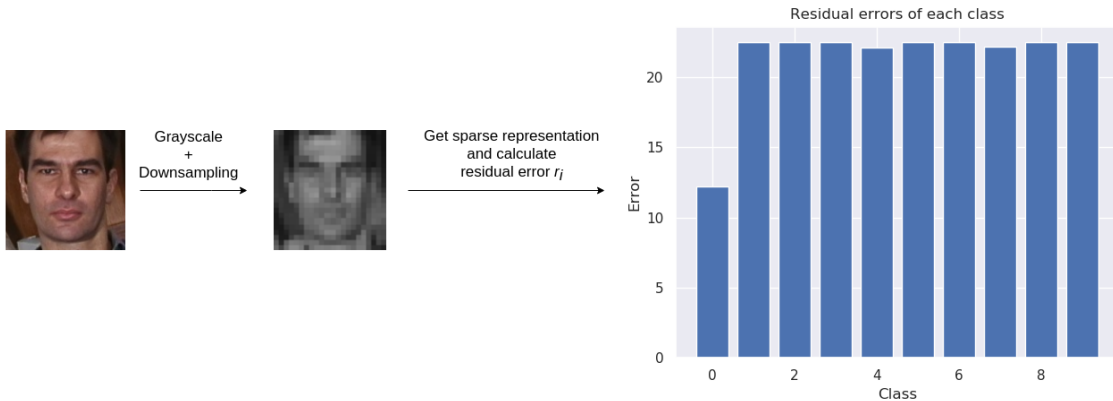 Grayscale
+
Downsampling
Get sparse representation
and calculate
residual error ri
Residual errors of each class
Error
20
15
10
5
0
0 2 4 6 8
Class